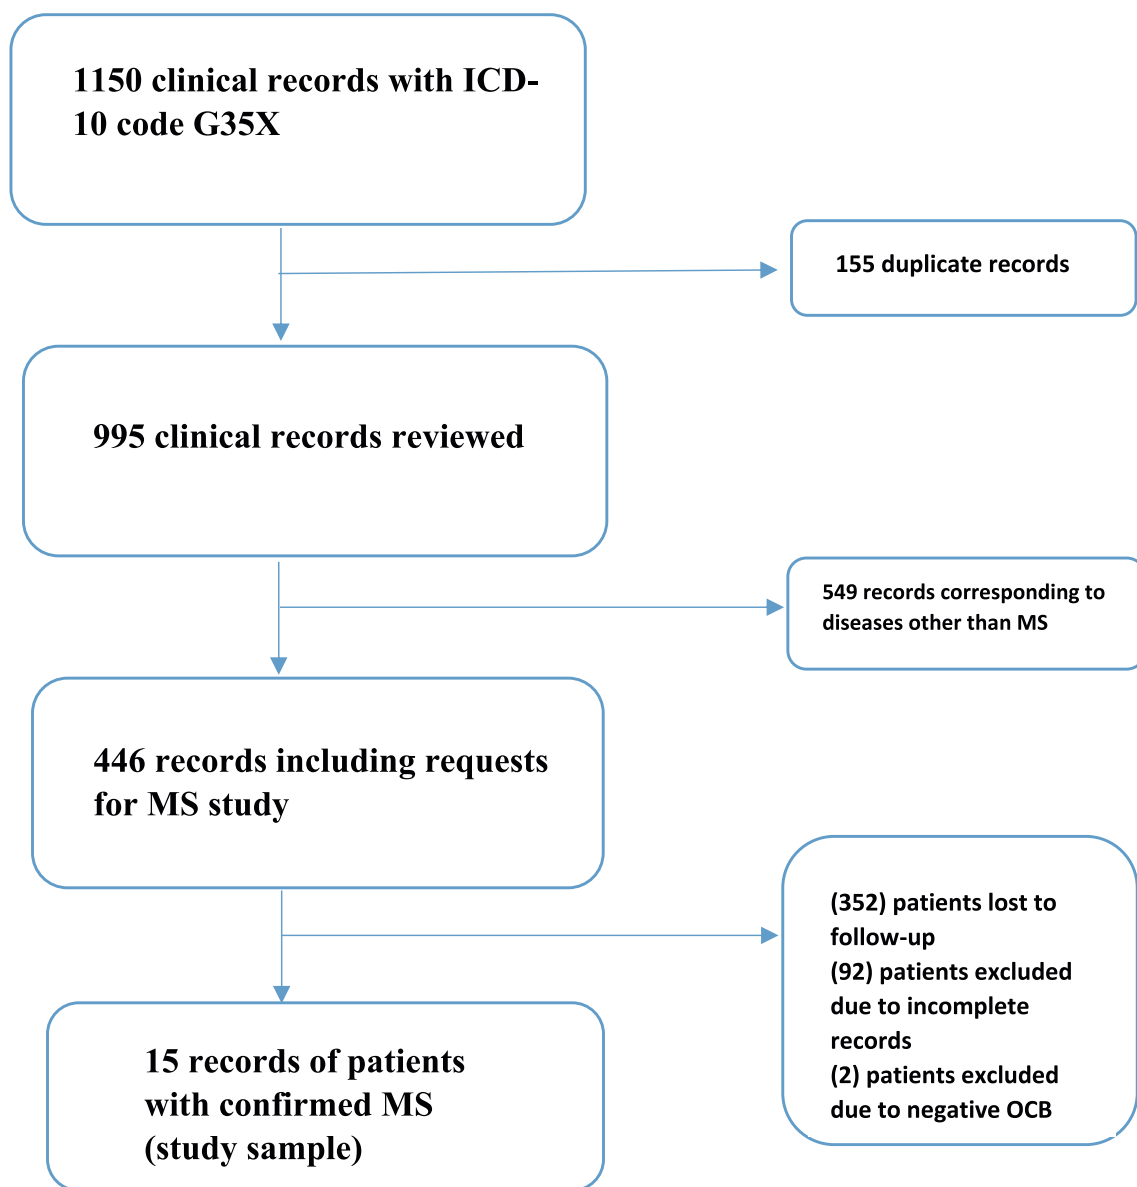 1150 clinical records with ICD-
10 code G35X
155 duplicate records
995 clinical records reviewed
549 records corresponding to
diseases other than MS
446 records including requests
for MS study
(352) patients lost to
follow-up
(92) patients excluded
due to incomplete
records
(2) patients excluded
due to negative OCB
15 records of patients
with confirmed MS
(study sample)